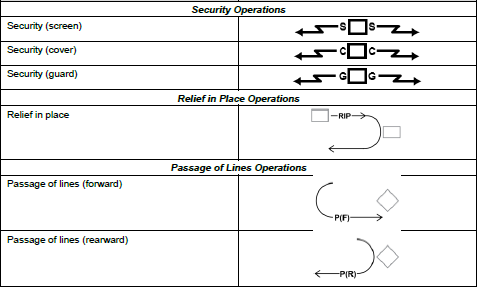 Security Operations
Security (screen)
S S
Security (cover)
C C
Security (guard)
G G
Relief in Place Operations
Relief in place
RIP
Passage of Lines Operations
Passage of lines (forward)
P(F)
Passage of lines (rearward)
P(R)